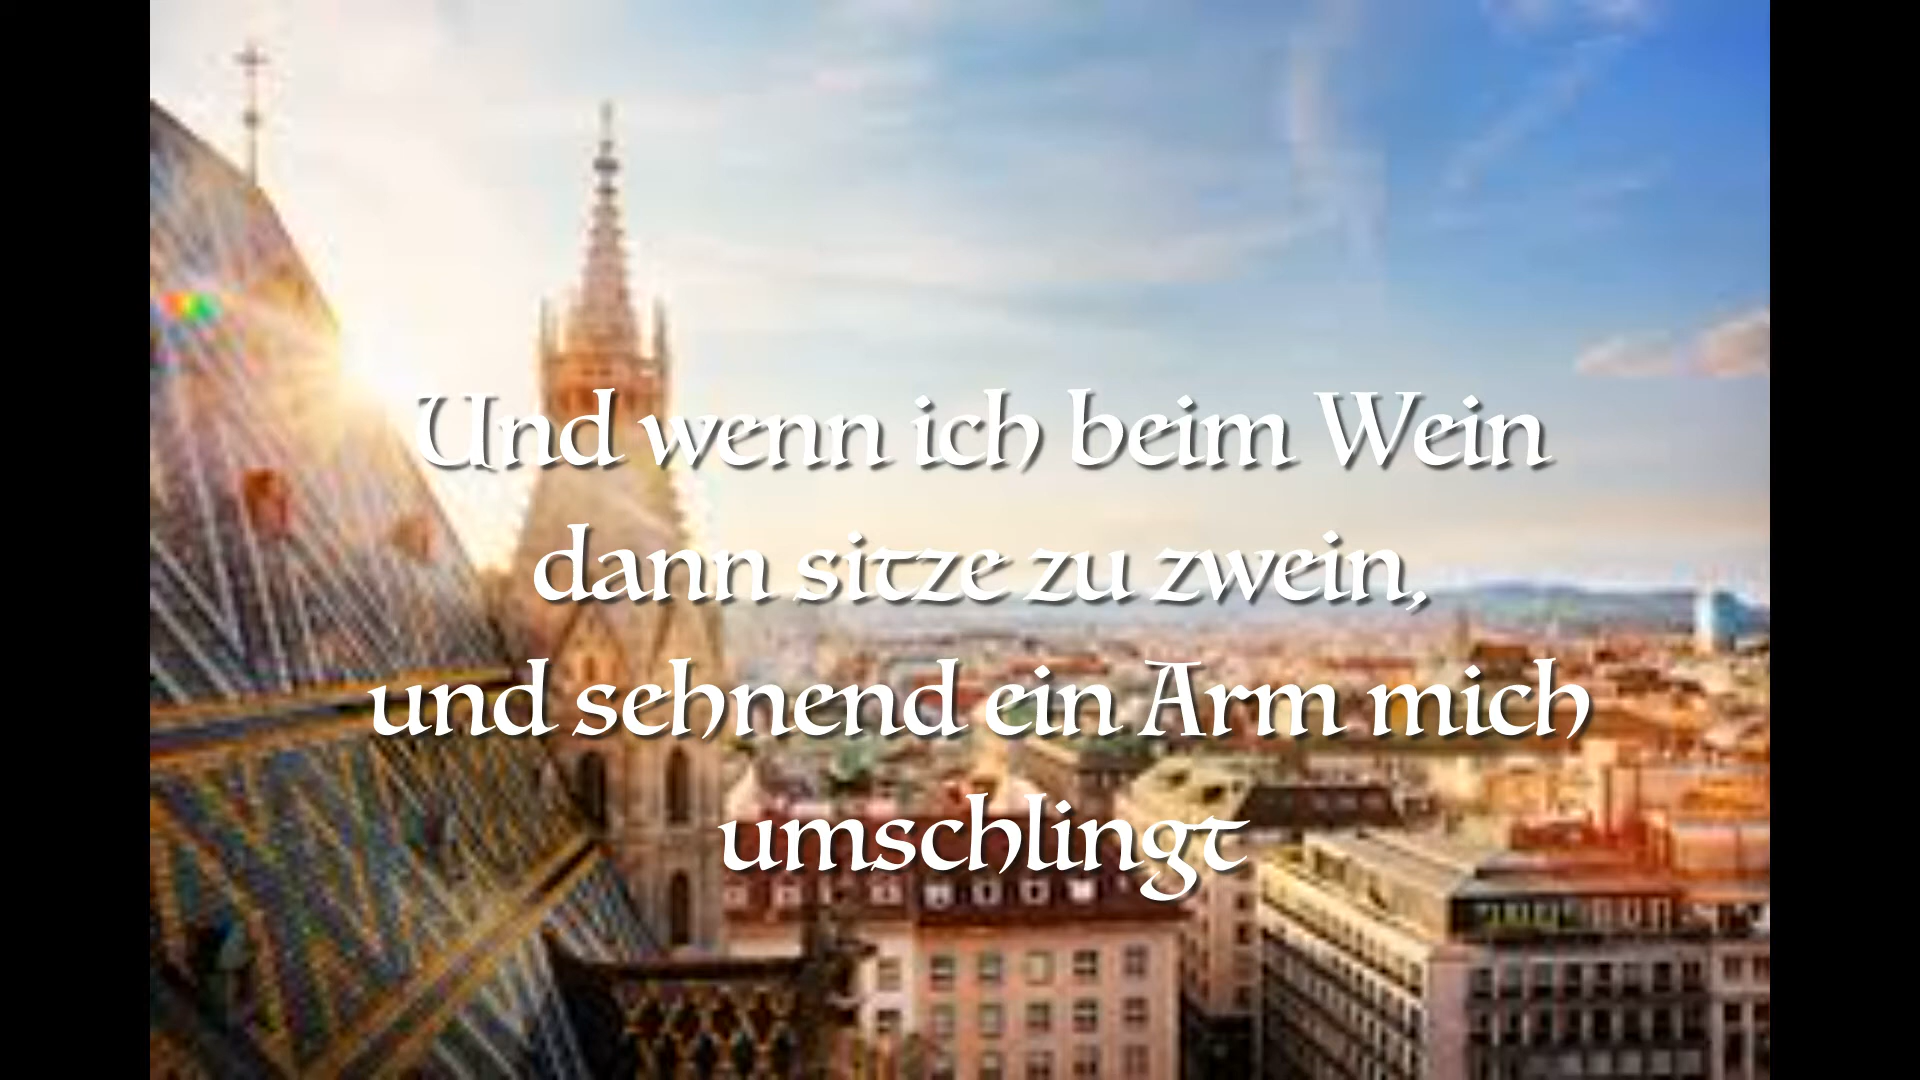 Und wenn ich beim Wein
dann sitze zu zwein,
und sehnend ein Arm mich
umschlingt